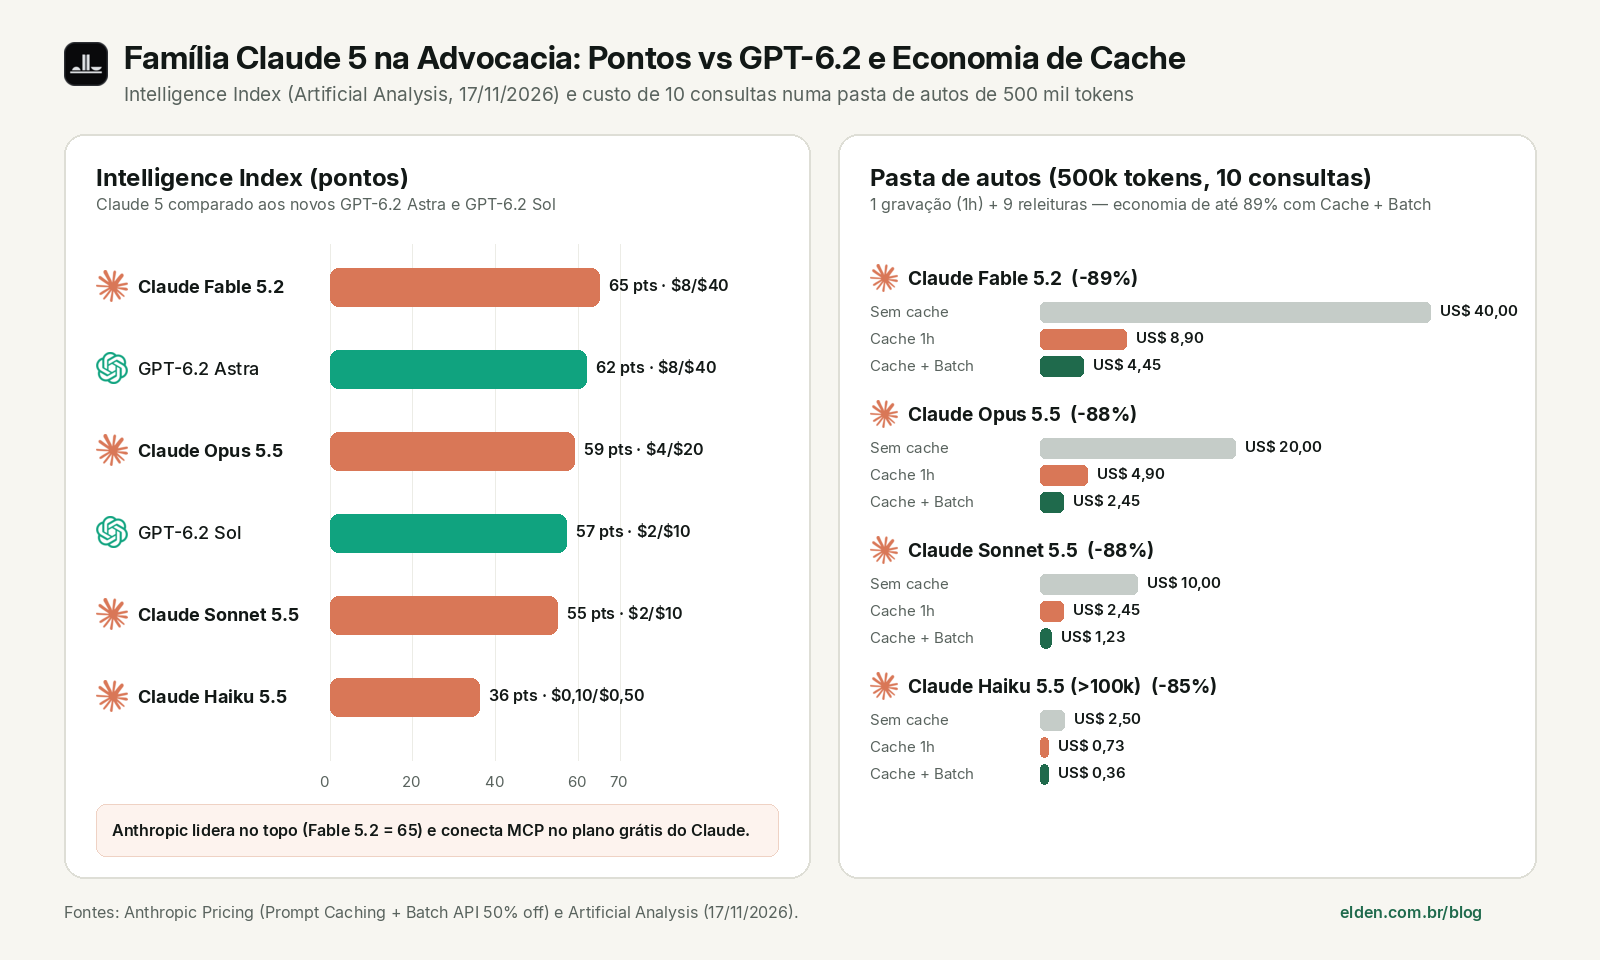 Família Claude 5 na Advocacia: Pontos vs GPT-6.2 e Economia de Cache
Intelligence Index (Artificial Analysis, 17/11/2026) e custo de 10 consultas numa pasta de autos de 500 mil tokens
Intelligence Index (pontos)
Claude 5 comparado aos novos GPT-6.2 Astra e GPT-6.2 Sol
Claude Fable 5.2
65 pts · $8/$40
GPT-6.2 Astra
62 pts · $8/$40
Claude Opus 5.5
59 pts · $4/$20
GPT-6.2 Sol
57 pts · $2/$10
Claude Sonnet 5.5
55 pts · $2/$10
Claude Haiku 5.5
36 pts · $0,10/$0,50
0 20 40 60 70
Anthropic lidera no topo (Fable 5.2 = 65) e conecta MCP no plano grátis do Claude.
Pasta de autos (500k tokens, 10 consultas)
1 gravação (1h) + 9 releituras — economia de até 89% com Cache + Batch
Claude Fable 5.2 (-89%)
Sem cache US$ 40,00
Cache 1h US$ 8,90
Cache + Batch US$ 4,45
Claude Opus 5.5 (-88%)
Sem cache US$ 20,00
Cache 1h US$ 4,90
Cache + Batch US$ 2,45
Claude Sonnet 5.5 (-88%)
Sem cache US$ 10,00
Cache 1h US$ 2,45
Cache + Batch US$ 1,23
Claude Haiku 5.5 (>100k) (-85%)
Sem cache US$ 2,50
Cache 1h US$ 0,73
Cache + Batch US$ 0,36
Fontes: Anthropic Pricing (Prompt Caching + Batch API 50% off) e Artificial Analysis (17/11/2026).
elden.com.br/blog